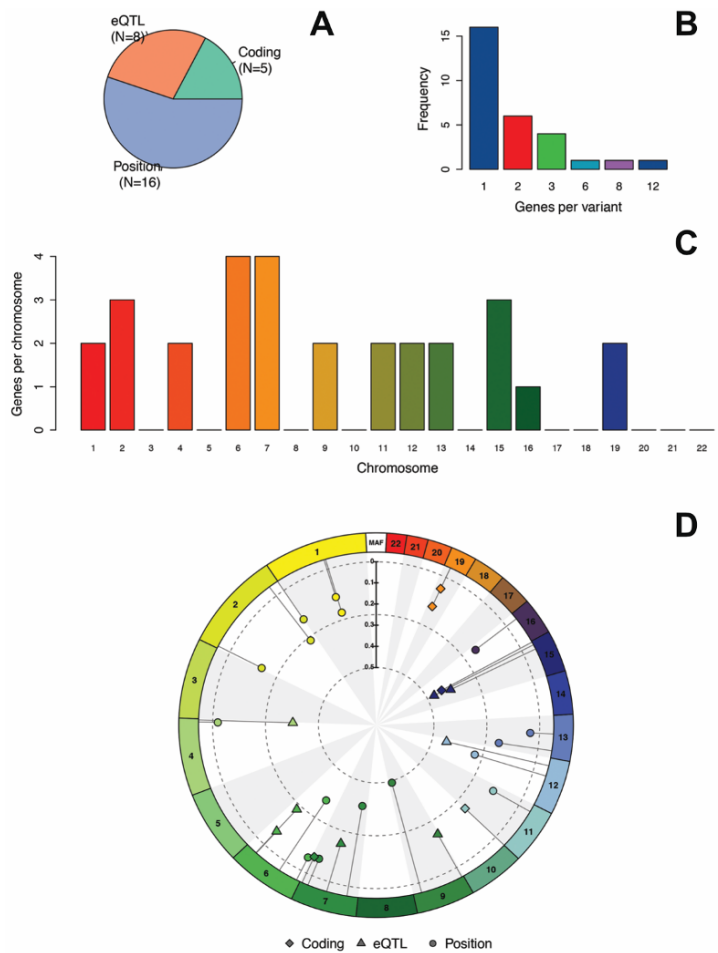 A
eQTL
(N=8)
Coding
(N=5)
Position
(N=16)
B
Frequency
15
10
5
0
1 2 3 6 8 12
Genes per variant
C
Genes per chromosome
4
3
2
1
0
1 2 3 4 5 6 7 8 9 10 11 12 13 14 15 16 17 18 19 20 21 22
Chromosome
D
MAF
0
0.1
0.2
0.3
0.5
22
21
20
19
18
17
16
15
14
13
12
11
10
9
8
7
6
5
4
3
2
1
Coding eQTL Position